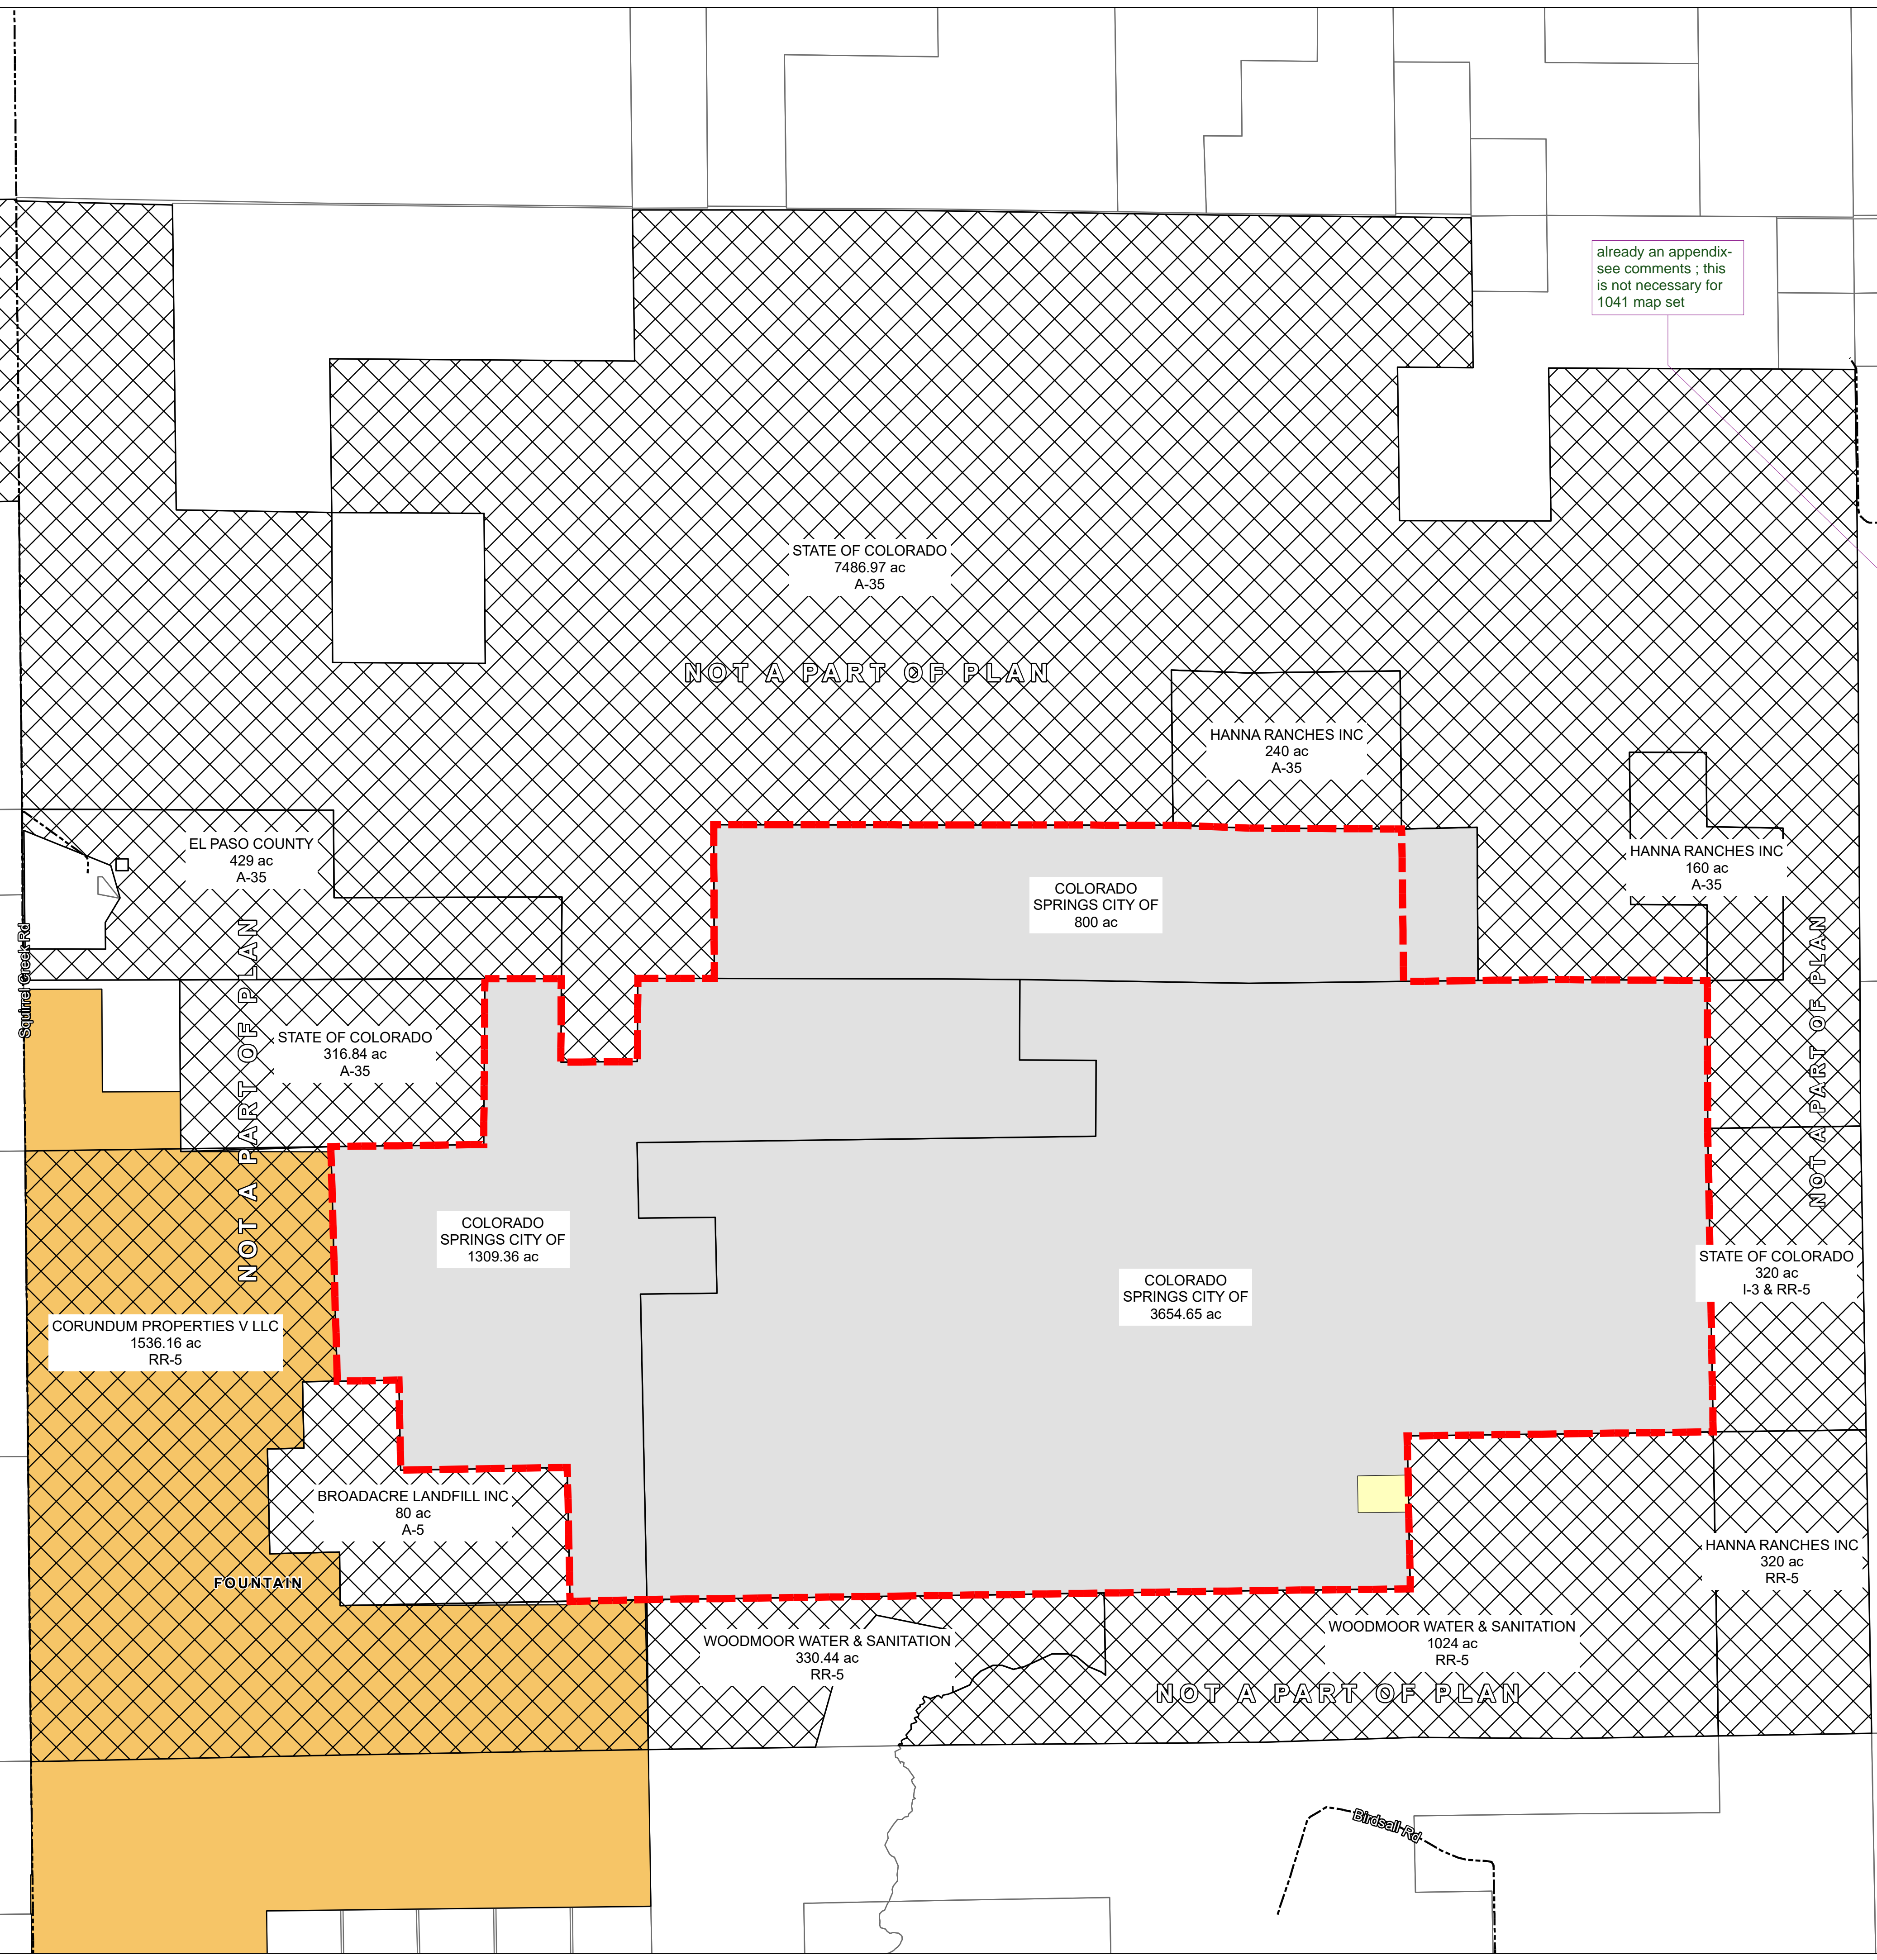 already an appendix-
see comments ; this
is not necessary for
1041 map set
STATE OF COLORADO
7486.97 ac
A-35
NOT A PART OF PLAN
HANNA RANCHES INC
240 ac
A-35
EL PASO COUNTY
429 ac
A-35
HANNA RANCHES INC
160 ac
A-35
COLORADO
SPRINGS CITY OF
800 ac
Squirrel Creek Rd
NOT A PART OF PLAN
NOT A PART OF PLAN
STATE OF COLORADO
316.84 ac
A-35
COLORADO
SPRINGS CITY OF
1309.36 ac
COLORADO
SPRINGS CITY OF
3654.65 ac
STATE OF COLORADO
320 ac
I-3 & RR-5
CORUNDUM PROPERTIES V LLC
1536.16 ac
RR-5
BROADACRE LANDFILL INC
80 ac
A-5
HANNA RANCHES INC
320 ac
RR-5
FOUNTAIN
WOODMOOR WATER & SANITATION
330.44 ac
RR-5
WOODMOOR WATER & SANITATION
1024 ac
RR-5
NOT A PART OF PLAN
Birdsall Rd